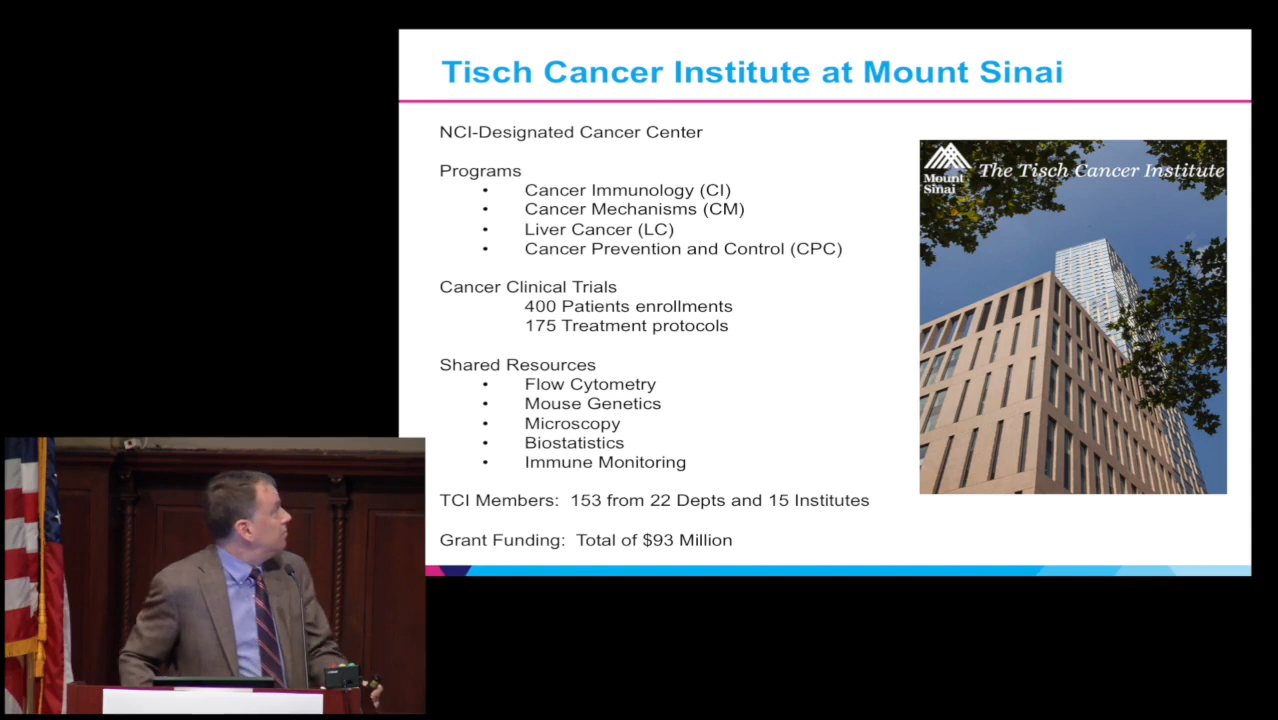 Tisch Cancer Institute at Mount Sinai
NCI-Designated Cancer Center
Programs
• Cancer Immunology (CI)
• Cancer Mechanisms (CM)
• Liver Cancer (LC)
• Cancer Prevention and Control (CPC)
Cancer Clinical Trials
400 Patients enrollments
175 Treatment protocols
Shared Resources
• Flow Cytometry
• Mouse Genetics
• Microscopy
• Biostatistics
• Immune Monitoring
TCI Members: 153 from 22 Depts and 15 Institutes
Grant Funding: Total of $93 Million
Mount
Sinai
The Tisch Cancer Institute